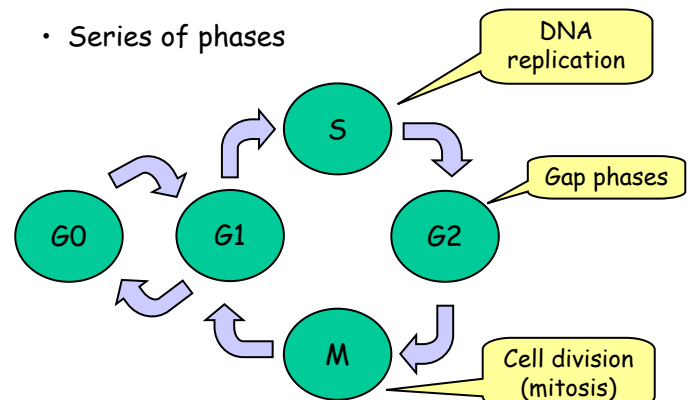 • Series of phases
DNA
replication
S
Gap phases
G0
G1
G2
M
Cell division
(mitosis)